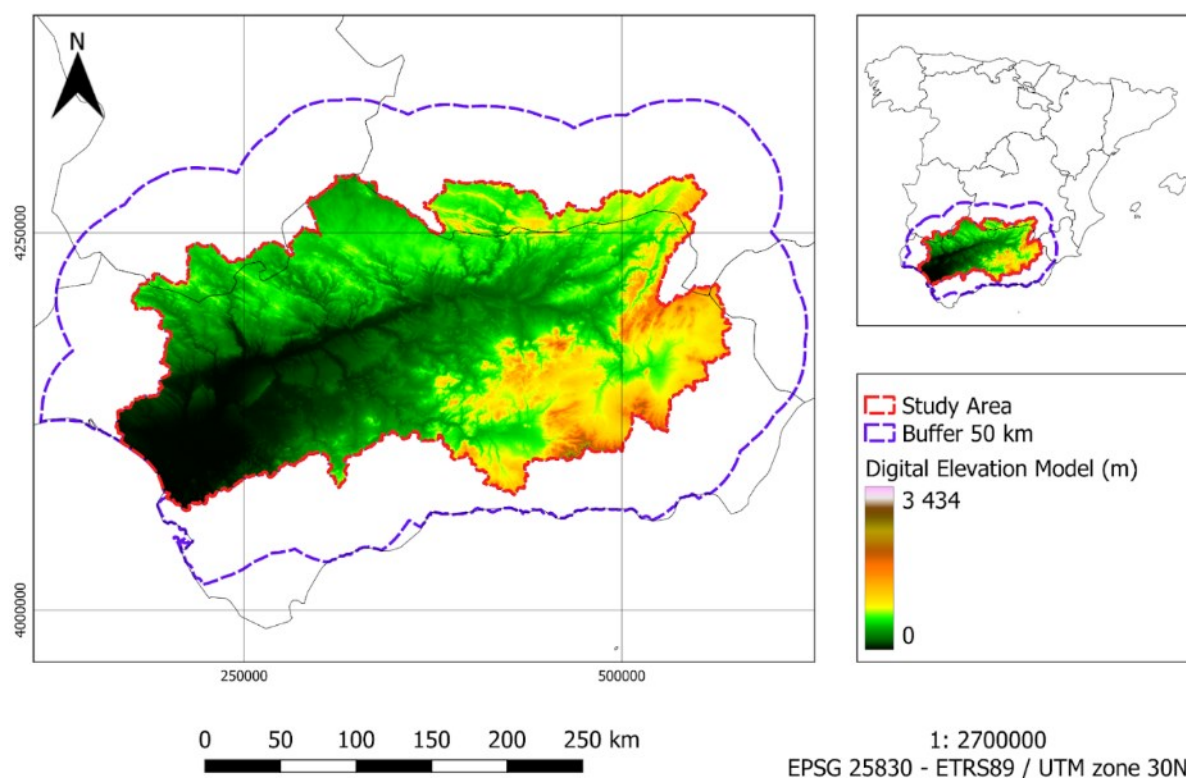 N
4250000
4000000
250000
500000
Study Area
Buffer 50 km
Digital Elevation Model (m)
3 434
0
0 50 100 150 200 250 km
1: 2700000
EPSG 25830 - ETRS89 / UTM zone 30N